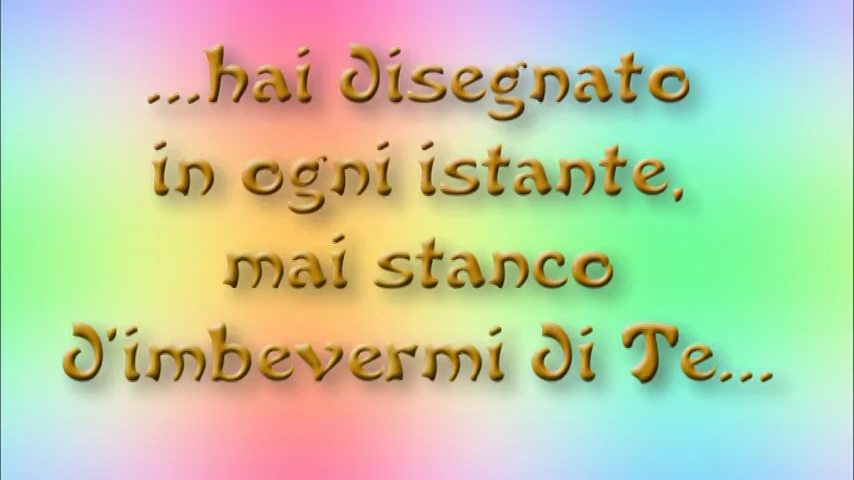 ...hai disegnato
in ogni istante,
mai stanco
d'imbevermi di Te...